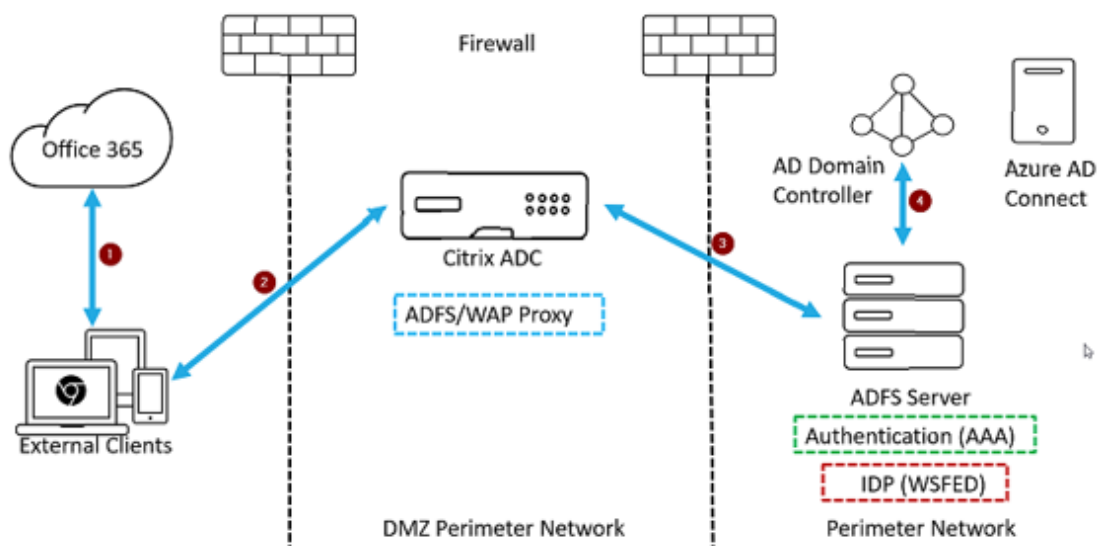 Firewall
Office 365
1
2
Citrix ADC
ADFS/WAP Proxy
3
AD Domain
Controller
4
Azure AD
Connect
External Clients
ADFS Server
Authentication (AAA)
IDP (WSFED)
DMZ Perimeter Network
Perimeter Network